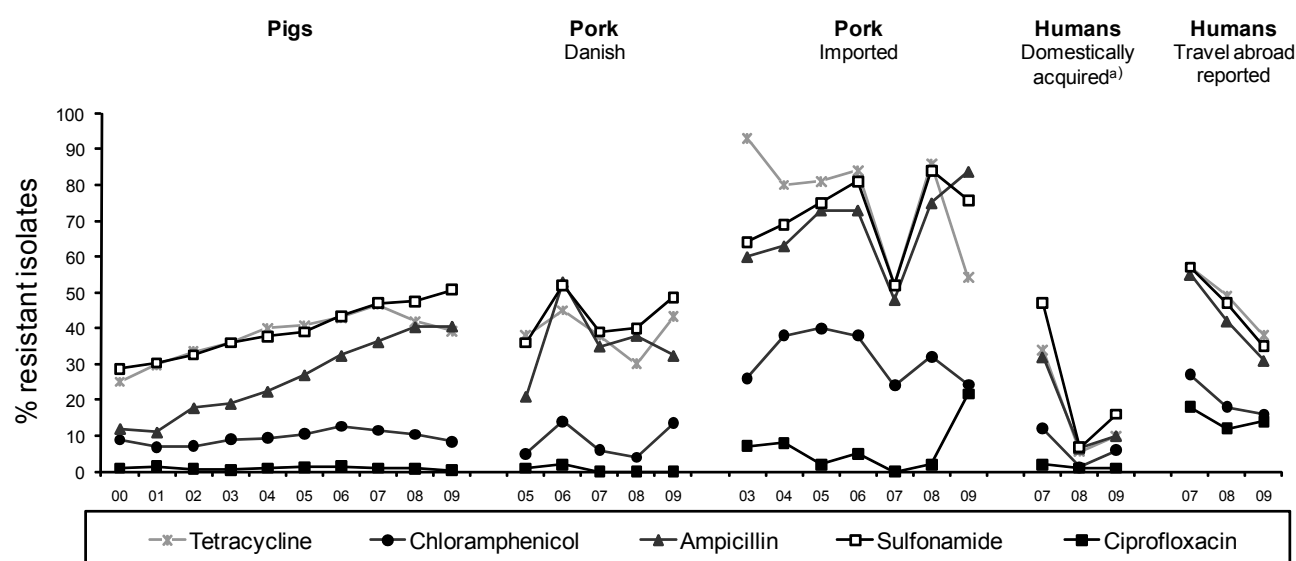 Pigs
Pork
Danish
Pork
Imported
Humans
Domestically
acquiredᵃ⁾
Humans
Travel abroad
reported
% resistant isolates
100
90
80
70
60
50
40
30
20
10
0
00 01 02 03 04 05 06 07 08 09 05 06 07 08 09 03 04 05 06 07 08 09 07 08 09 07 08 09
Tetracycline Chloramphenicol Ampicillin Sulfonamide Ciprofloxacin